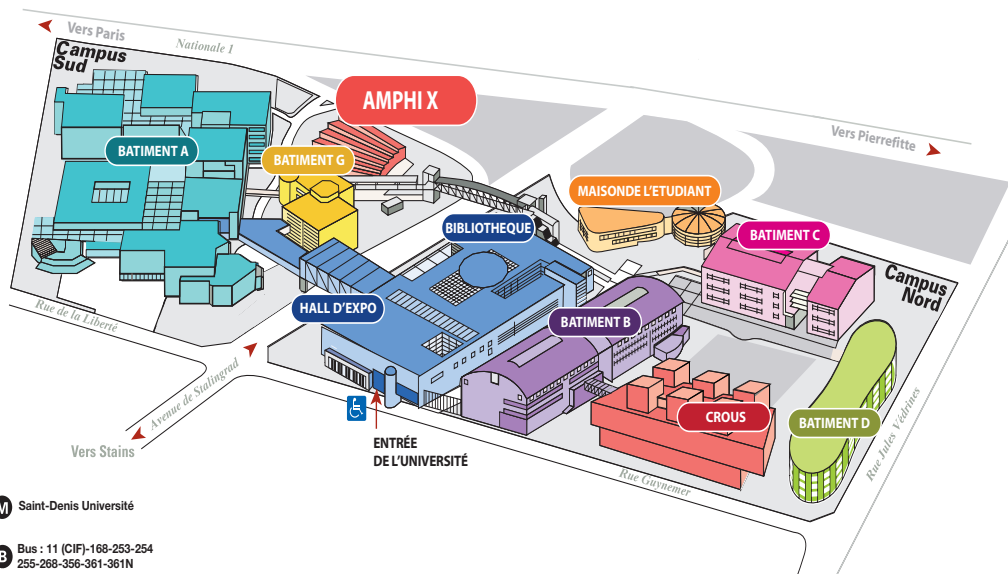 Vers Paris
Nationale 1
Campus
Sud
AMPHI X
Vers Pierrefitte
BATIMENT A
BATIMENT G
MAISONDE L'ETUDIANT
BIBLIOTHEQUE
BATIMENT C
Campus
Nord
HALL D'EXPO
BATIMENT B
Rue de la Liberté
Avenue de Stalingrad
CROUS
BATIMENT D
Rue Jules Védrines
Vers Stains
ENTRÉE
DE L'UNIVERSITÉ
Rue Guynemer
M Saint-Denis Université
B Bus : 11 (CIF)-168-253-254
255-268-356-361-361N